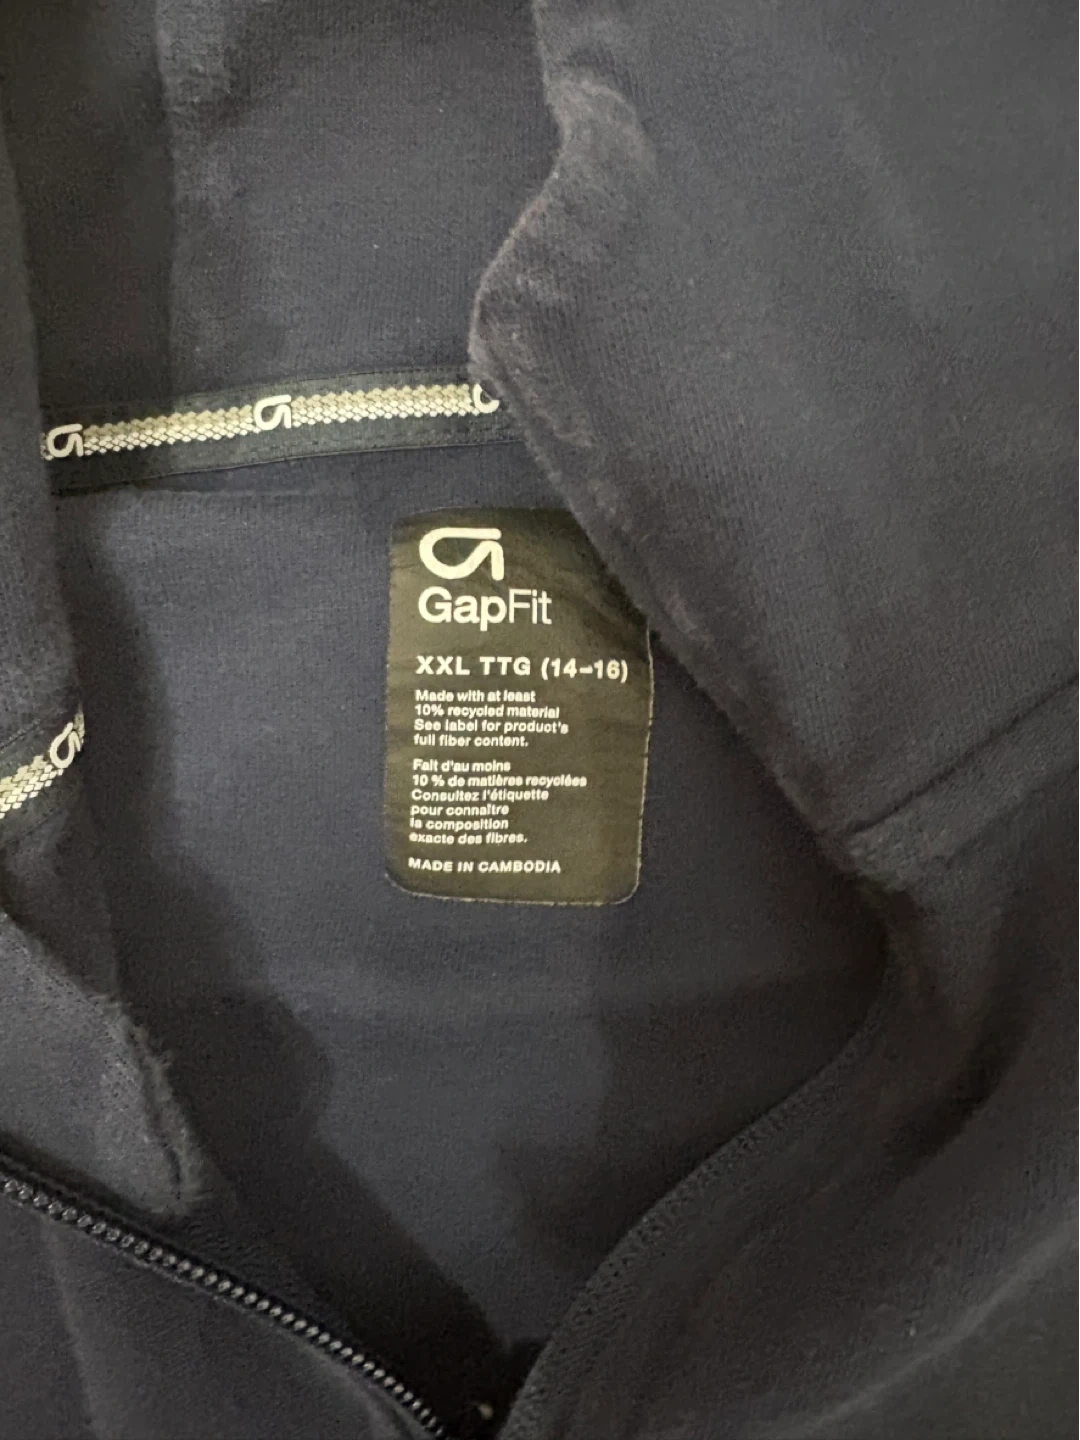 GapFit
XXL TTG (14–16)
Made with at least
10% recycled material
See label for product's
full fiber content.
Fait d'au moins
10 % de matières recyclées
Consultez l'étiquette
pour connaître
la composition
exacte des fibres.
MADE IN CAMBODIA